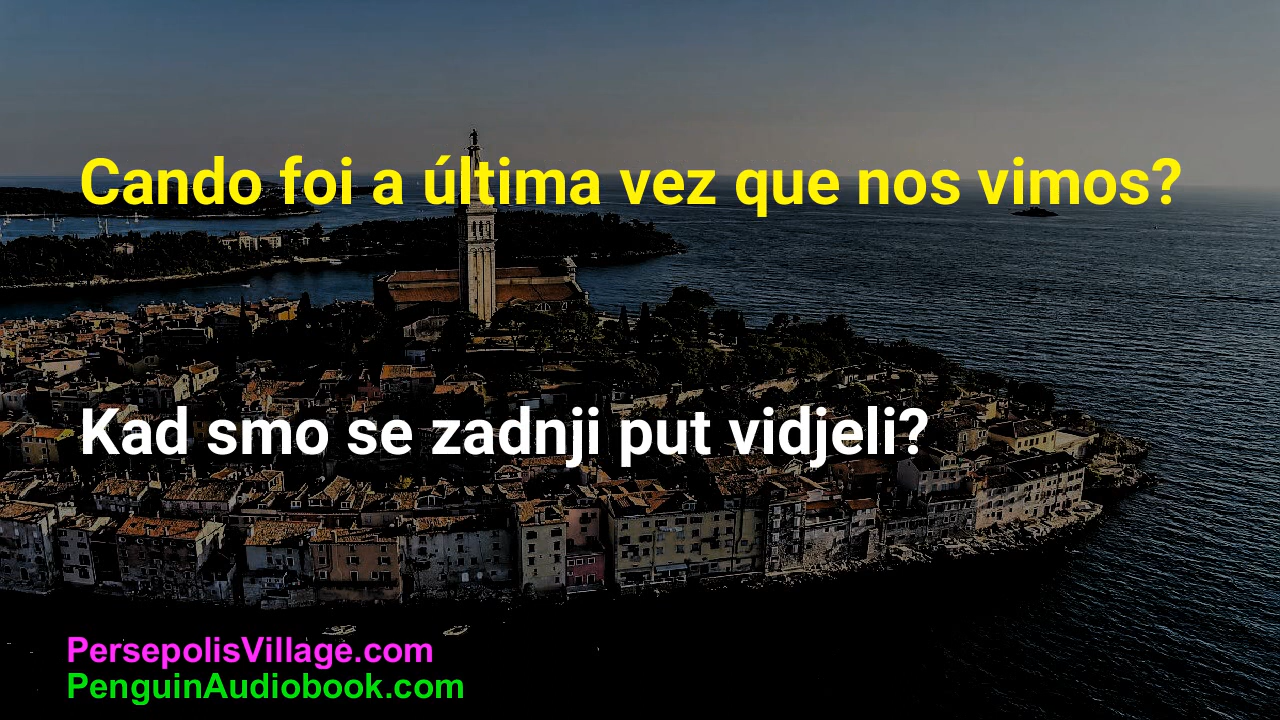 Cando foi a última vez que nos vimos?
Kad smo se zadnji put vidjeli?
PersepolisVillage.com
PenguinAudiobook.com